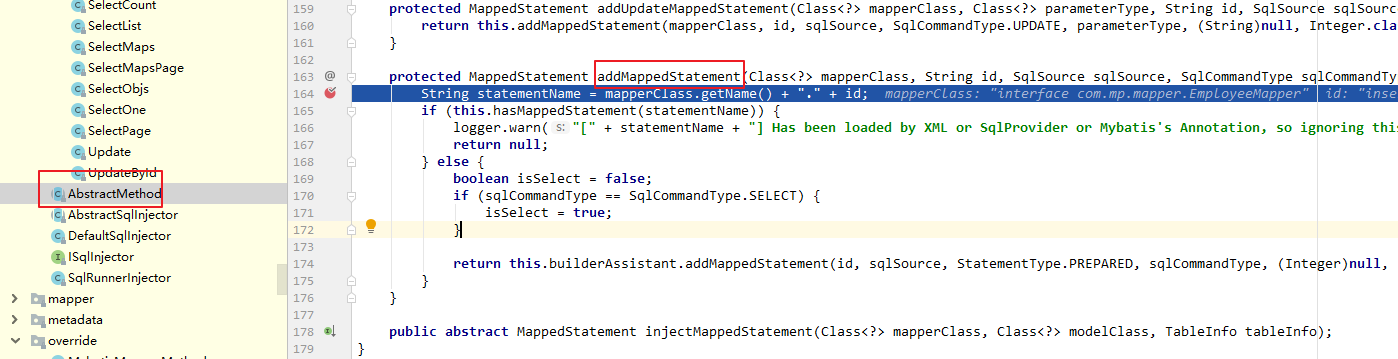 SelectCount
SelectList
SelectMaps
SelectMapsPage
SelectObjs
SelectOne
SelectPage
Update
UpdateById
AbstractMethod
AbstractSqlInjector
DefaultSqlInjector
ISqlInjector
SqlRunnerInjector
mapper
metadata
override
159 protected MappedStatement addUpdateMappedStatement(Class<?> mapperClass, Class<?> parameterType, String id, SqlSource sqlSourc
160 return this.addMappedStatement(mapperClass, id, sqlSource, SqlCommandType.UPDATE, parameterType, (String)null, Integer.cla
161 }
162
163 @ protected MappedStatement addMappedStatement(Class<?> mapperClass, String id, SqlSource sqlSource, SqlCommandType sqlCommandTy
164 String statementName = mapperClass.getName() + "." + id; mapperClass: "interface com.mp.mapper.EmployeeMapper" id: "inse
165 if (this.hasMappedStatement(statementName)) {
166 logger.warn( s: "[" + statementName + "] Has been loaded by XML or SqlProvider or Mybatis's Annotation, so ignoring thi
167 return null;
168 } else {
169 boolean isSelect = false;
170 if (sqlCommandType == SqlCommandType.SELECT) {
171 isSelect = true;
172 }
173
174 return this.builderAssistant.addMappedStatement(id, sqlSource, StatementType.PREPARED, sqlCommandType, (Integer)null,
175 }
176 }
177
178 public abstract MappedStatement injectMappedStatement(Class<?> mapperClass, Class<?> modelClass, TableInfo tableInfo);
179 }